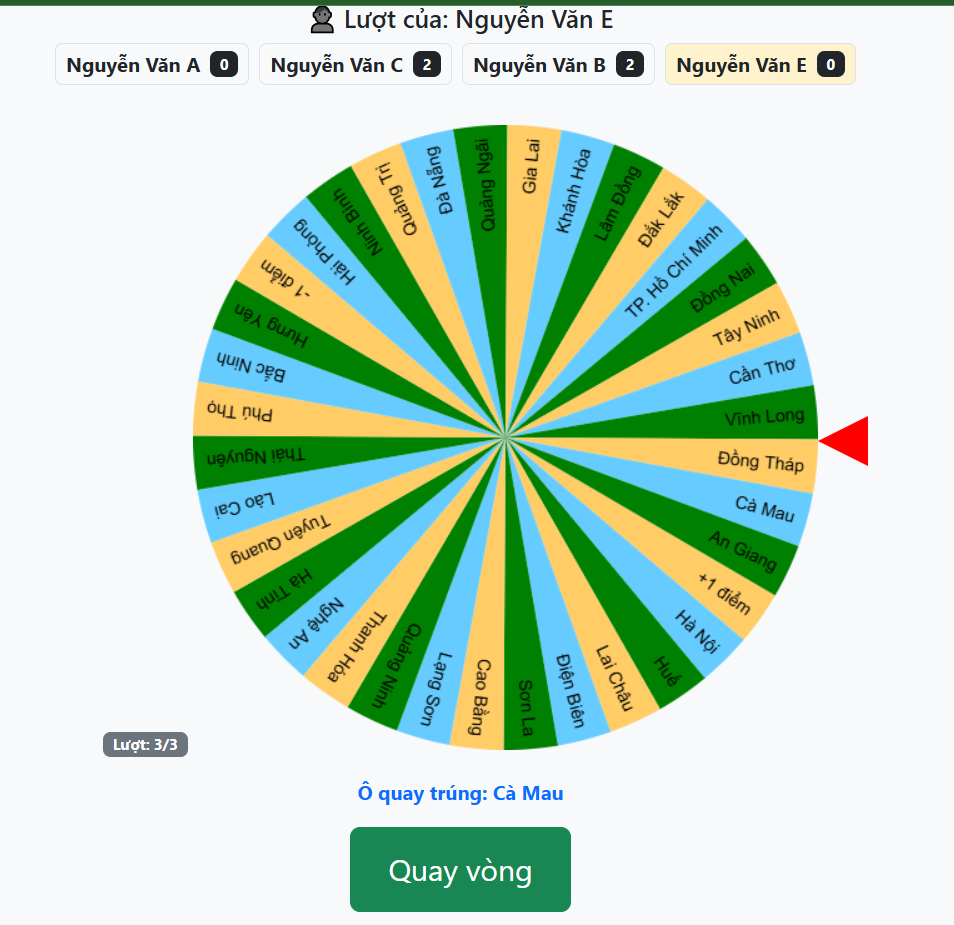 Lượt của: Nguyễn Văn E
Nguyễn Văn A 0
Nguyễn Văn C 2
Nguyễn Văn B 2
Nguyễn Văn E 0
Gia Lai
Khánh Hòa
Lâm Đồng
Đắk Lắk
TP. Hồ Chí Minh
Đồng Nai
Tây Ninh
Cần Thơ
Vĩnh Long
Đồng Tháp
Cà Mau
An Giang
+1 điểm
Hà Nội
Huế
Lai Châu
Điện Biên
Sơn La
Cao Bằng
Lạng Sơn
Quảng Ninh
Thanh Hóa
Nghệ An
Hà Tĩnh
Tuyên Quang
Lào Cai
Thái Nguyên
Phú Thọ
Bắc Ninh
Hưng Yên
-1 điểm
Hải Phòng
Ninh Bình
Quảng Trị
Đà Nẵng
Quảng Ngãi
Lượt: 3/3
Ô quay trúng: Cà Mau
Quay vòng